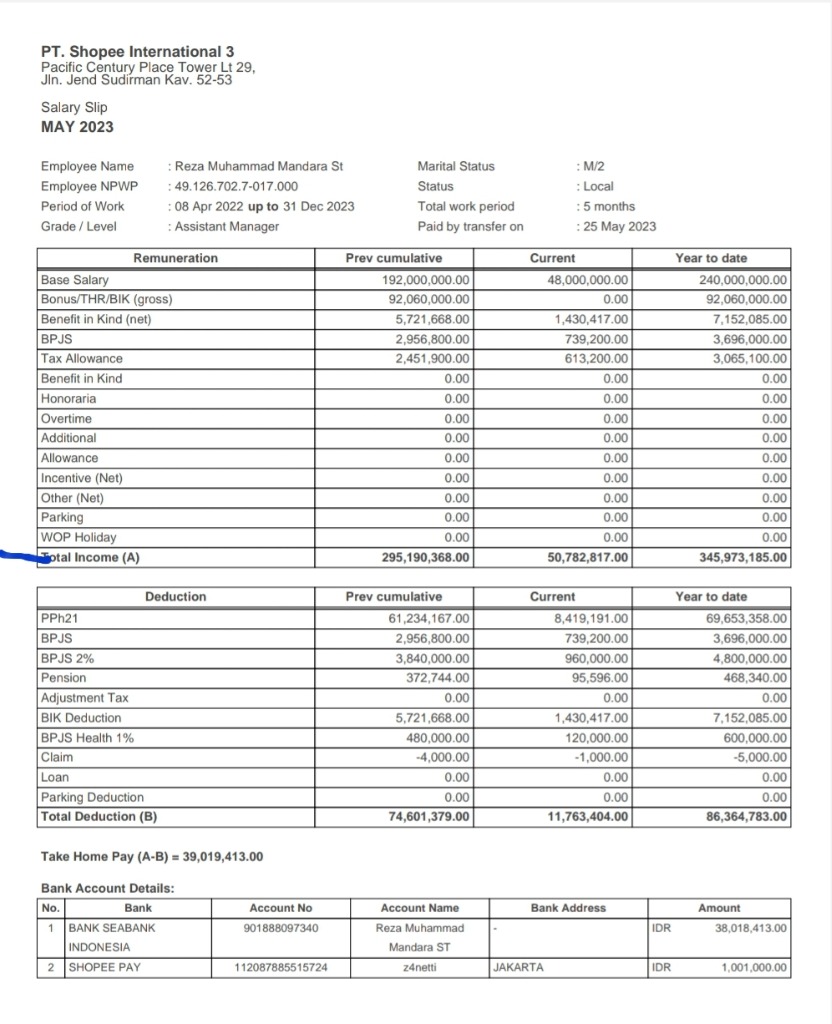 PT. Shopee International 3
Pacific Century Place Tower Lt 29,
Jln. Jend Sudirman Kav. 52-53
Salary Slip
MAY 2023
Employee Name : Reza Muhammad Mandara St Marital Status : M/2
Employee NPWP : 49.126.702.7-017.000 Status : Local
Period of Work : 08 Apr 2022 up to 31 Dec 2023 Total work period : 5 months
Grade / Level : Assistant Manager Paid by transfer on : 25 May 2023
Remuneration Prev cumulative Current Year to date
Base Salary 192,000,000.00 48,000,000.00 240,000,000.00
Bonus/THR/BIK (gross) 92,060,000.00 0.00 92,060,000.00
Benefit in Kind (net) 5,721,668.00 1,430,417.00 7,152,085.00
BPJS 2,956,800.00 739,200.00 3,696,000.00
Tax Allowance 2,451,900.00 613,200.00 3,065,100.00
Benefit in Kind 0.00 0.00 0.00
Honoraria 0.00 0.00 0.00
Overtime 0.00 0.00 0.00
Additional 0.00 0.00 0.00
Allowance 0.00 0.00 0.00
Incentive (Net) 0.00 0.00 0.00
Other (Net) 0.00 0.00 0.00
Parking 0.00 0.00 0.00
WOP Holiday 0.00 0.00 0.00
Total Income (A) 295,190,368.00 50,782,817.00 345,973,185.00
Deduction Prev cumulative Current Year to date
PPh21 61,234,167.00 8,419,191.00 69,653,358.00
BPJS 2,956,800.00 739,200.00 3,696,000.00
BPJS 2% 3,840,000.00 960,000.00 4,800,000.00
Pension 372,744.00 95,596.00 468,340.00
Adjustment Tax 0.00 0.00 0.00
BIK Deduction 5,721,668.00 1,430,417.00 7,152,085.00
BPJS Health 1% 480,000.00 120,000.00 600,000.00
Claim -4,000.00 -1,000.00 -5,000.00
Loan 0.00 0.00 0.00
Parking Deduction 0.00 0.00 0.00
Total Deduction (B) 74,601,379.00 11,763,404.00 86,364,783.00
Take Home Pay (A-B) = 39,019,413.00
Bank Account Details:
No. Bank Account No Account Name Bank Address Amount
1 BANK SEABANK 901888097340 Reza Muhammad - IDR 38,018,413.00
INDONESIA Mandara ST
2 SHOPEE PAY 112087885515724 z4netti JAKARTA IDR 1,001,000.00